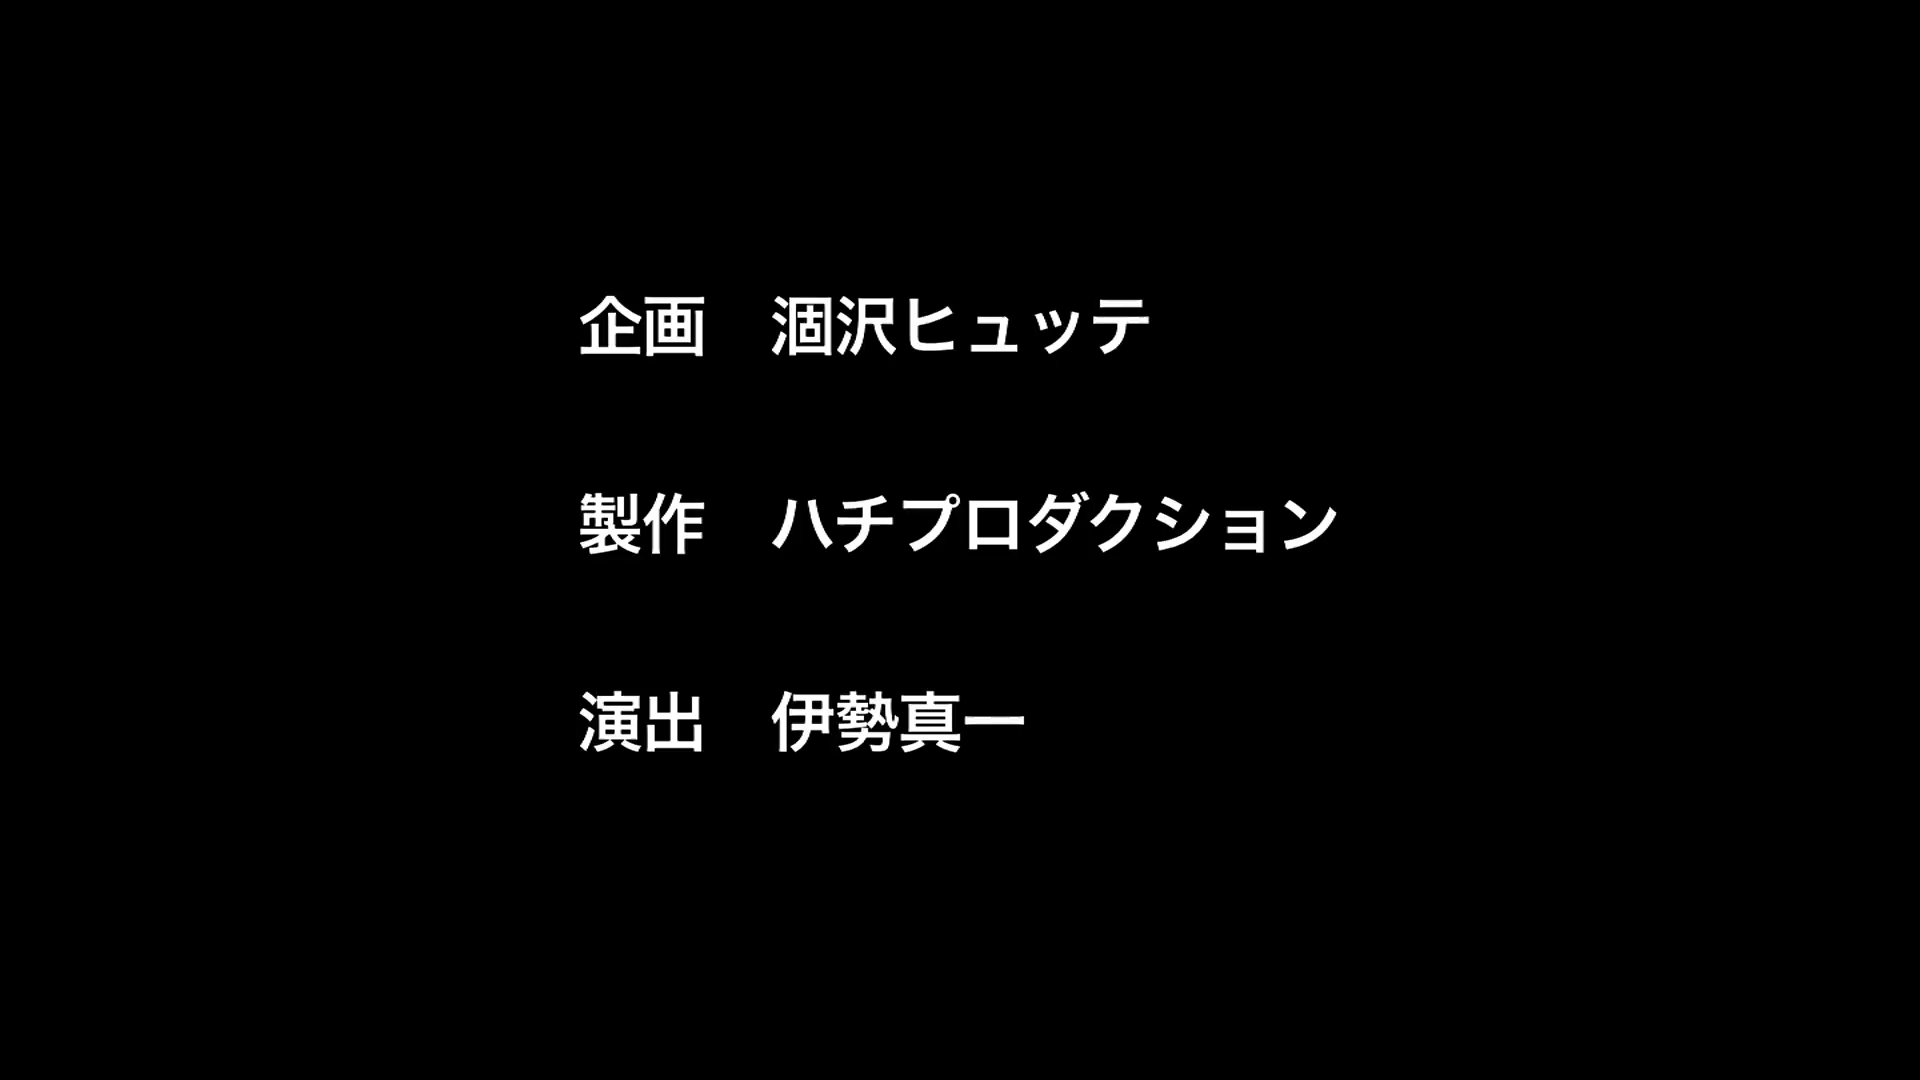 企画　涸沢ヒュッテ
製作　ハチプロダクション
演出　伊勢真一